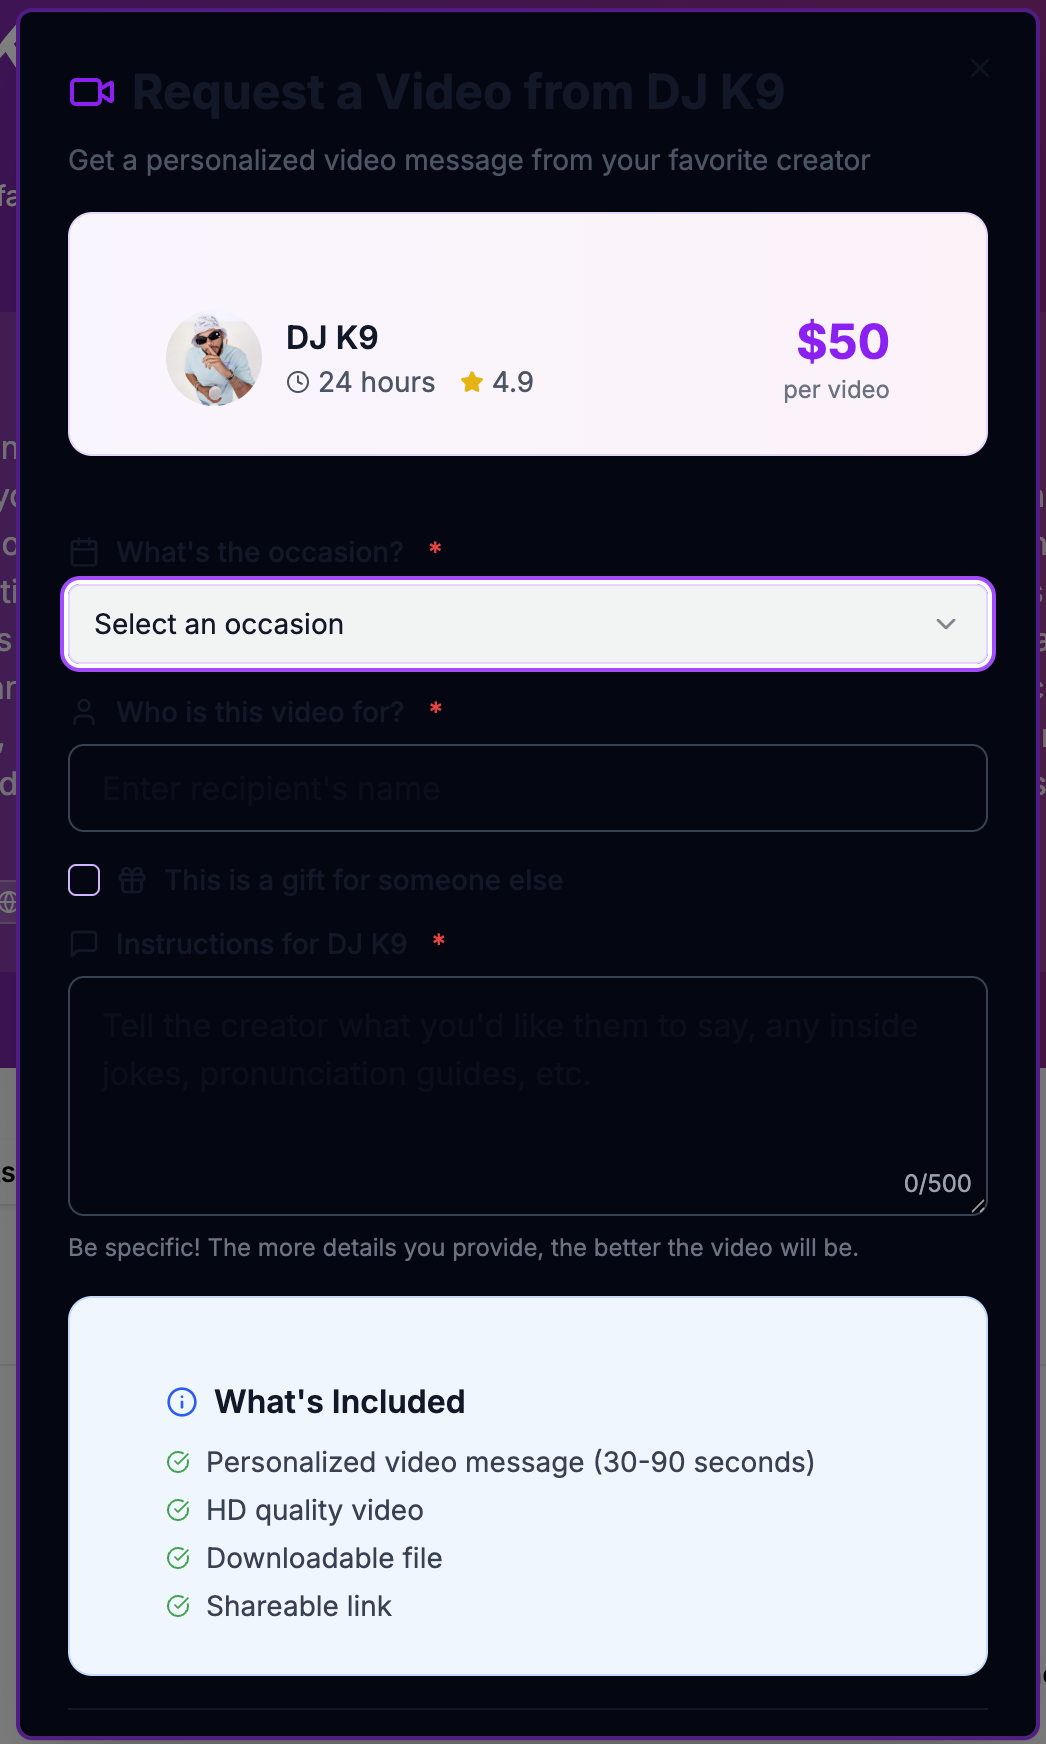 Request a Video from DJ K9
Get a personalized video message from your favorite creator
DJ K9
24 hours 4.9
$50
per video
What's the occasion? *
Select an occasion
Who is this video for? *
Enter recipient's name
This is a gift for someone else
Instructions for DJ K9 *
Tell the creator what you'd like them to say, any inside
jokes, pronunciation guides, etc.
0/500
Be specific! The more details you provide, the better the video will be.
What's Included
Personalized video message (30-90 seconds)
HD quality video
Downloadable file
Shareable link